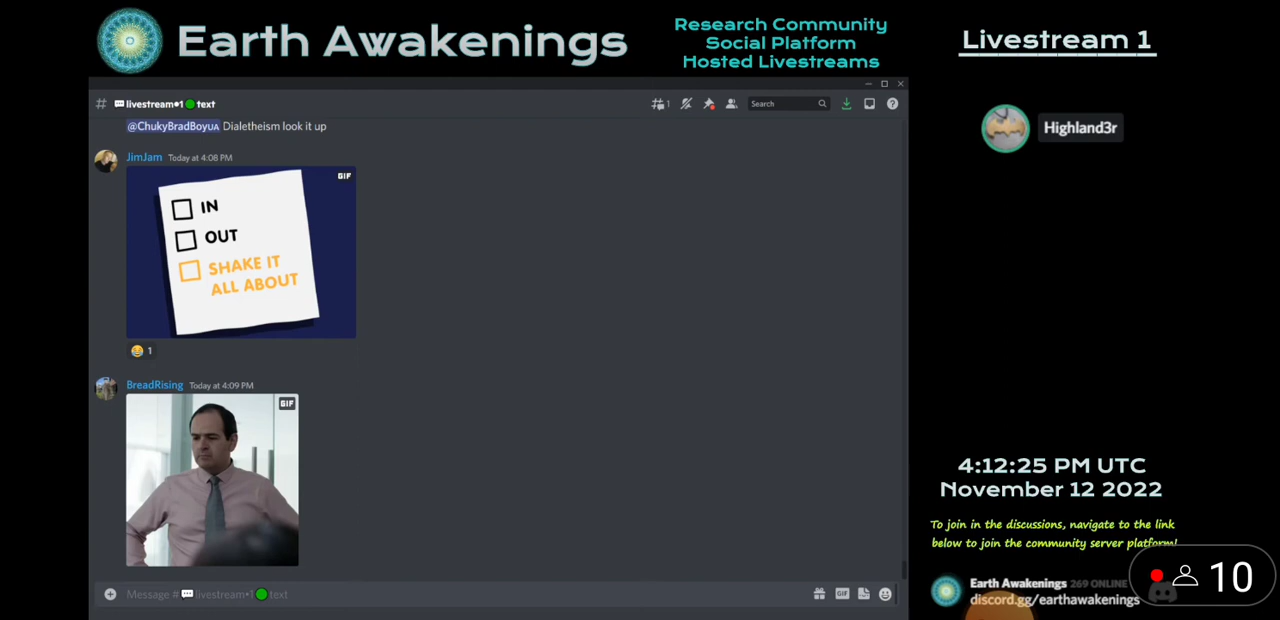 Earth Awakenings
Research Community
Social Platform
Hosted Livestreams
Livestream 1
# livestream•1 text
1
Search
@ChukyBradBoyUA Dialetheism look it up
JimJam Today at 4:08 PM
GIF
IN
OUT
SHAKE IT
ALL ABOUT
1
BreadRising Today at 4:09 PM
GIF
Message # livestream•1 text
GIF
Highland3r
4:12:25 PM UTC
November 12 2022
To join in the discussions, navigate to the link
below to join the community server platform!
Earth Awakenings 269 ONLINE
discord.gg/earthawakenings
10